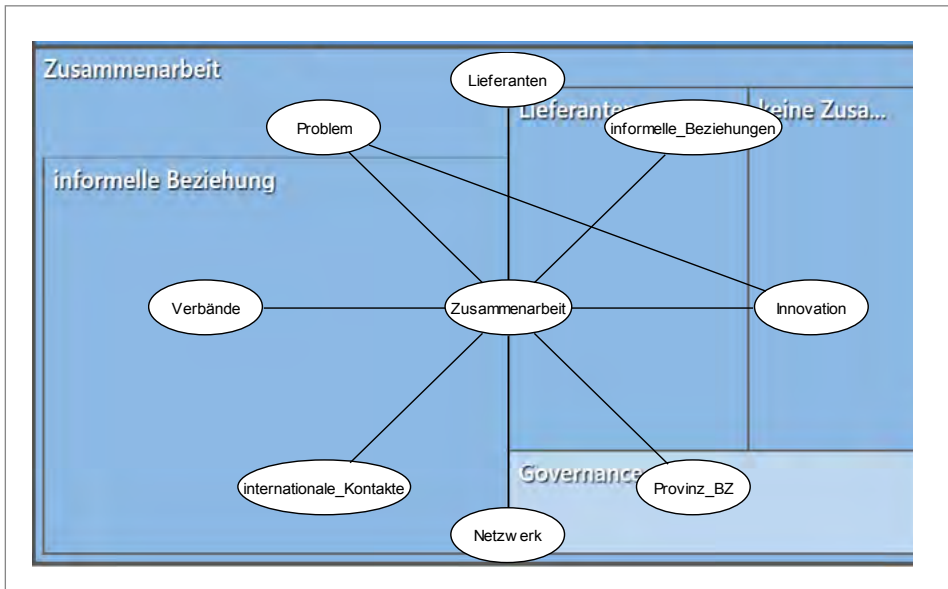 Zusammenarbeit
Lieferanten
Lieferanten
keine Zusa...
Problem
informelle_Beziehungen
informelle Beziehung
Verbände
Zusammenarbeit
Innovation
internationale_Kontakte
Governance
Provinz_BZ
Netzwerk